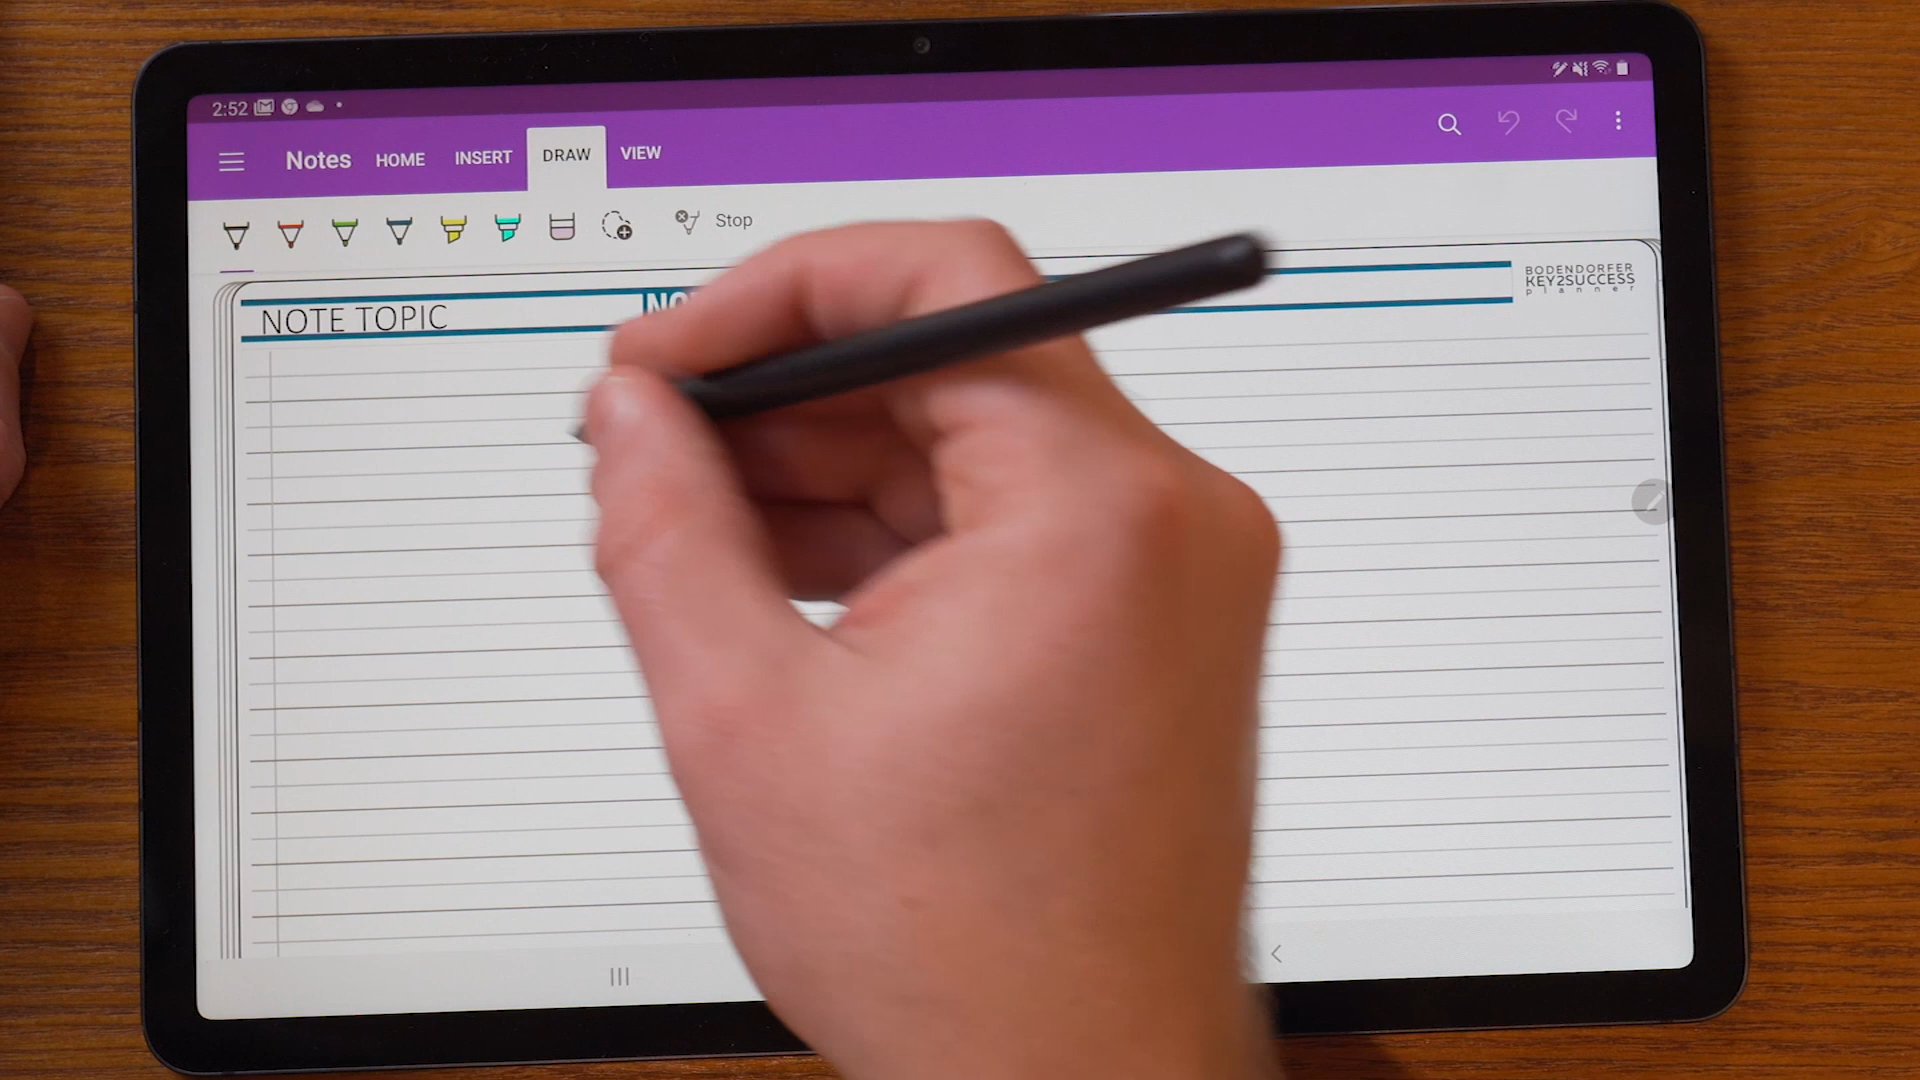 2:52
Notes HOME INSERT DRAW VIEW
Stop
NOTE TOPIC
BODENDORFER
KEY2SUCCESS
planner